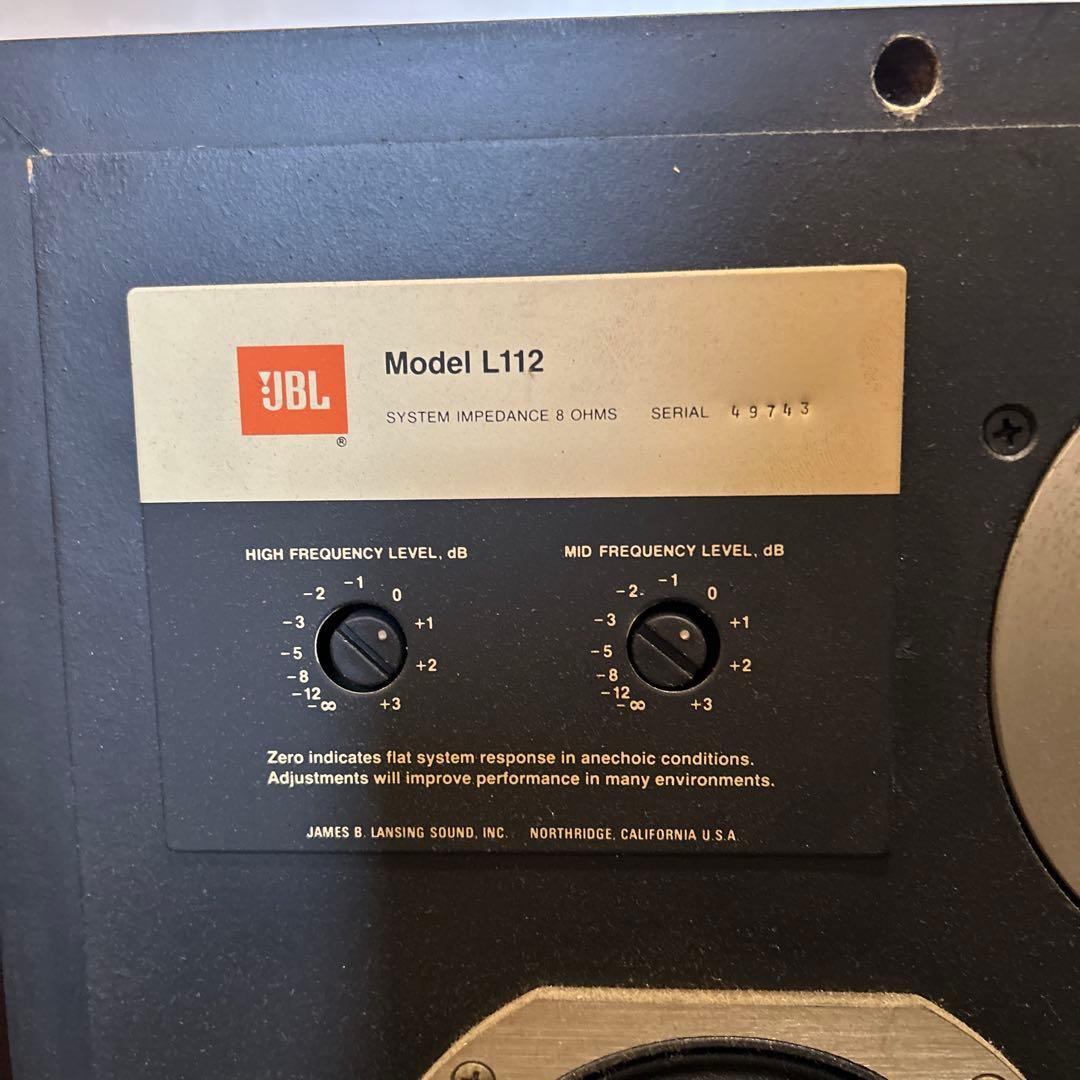 JBL
®
Model L112
SYSTEM IMPEDANCE 8 OHMS SERIAL 49743
HIGH FREQUENCY LEVEL, dB
-1
-2 0
-3 +1
-5 +2
-8
-12
-∞ +3
MID FREQUENCY LEVEL, dB
-1
-2 0
-3 +1
-5 +2
-8
-12
-∞ +3
Zero indicates flat system response in anechoic conditions.
Adjustments will improve performance in many environments.
JAMES B. LANSING SOUND, INC. NORTHRIDGE, CALIFORNIA U.S.A.